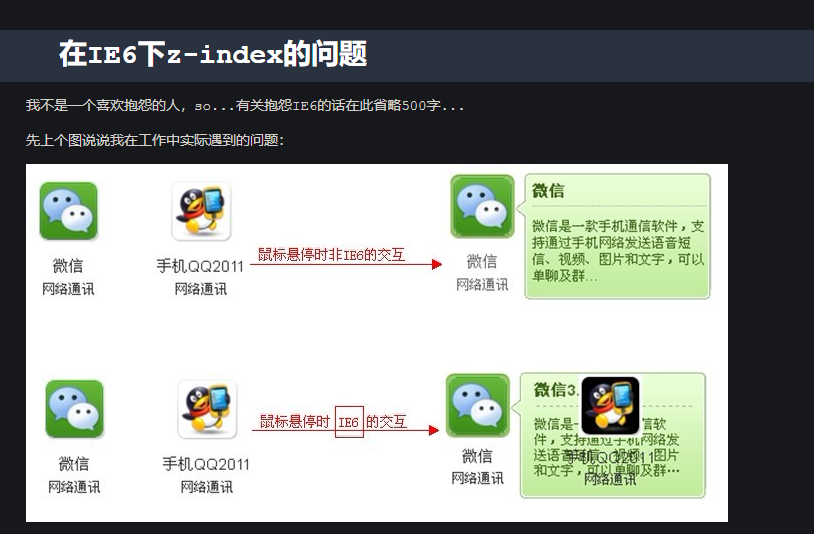 在IE6下z-index的问题
我不是一个喜欢抱怨的人，so...有关抱怨IE6的话在此省略500字...
先上个图说说我在工作中实际遇到的问题：
微信
网络通讯
手机QQ2011
网络通讯
鼠标悬停时非IE6的交互
微信
网络通讯
微信
微信是一款手机通信软件，支
持通过手机网络发送语音短
信、视频、图片和文字，可以
单聊及群...
微信
网络通讯
手机QQ2011
网络通讯
鼠标悬停时 IE6 的交互
微信
网络通讯
微信3.
微信是
信软
件，支持通过手机网络发
送语音短信、视频、图片
和文字，可以单聊及群...
手机QQ2011
网络通讯